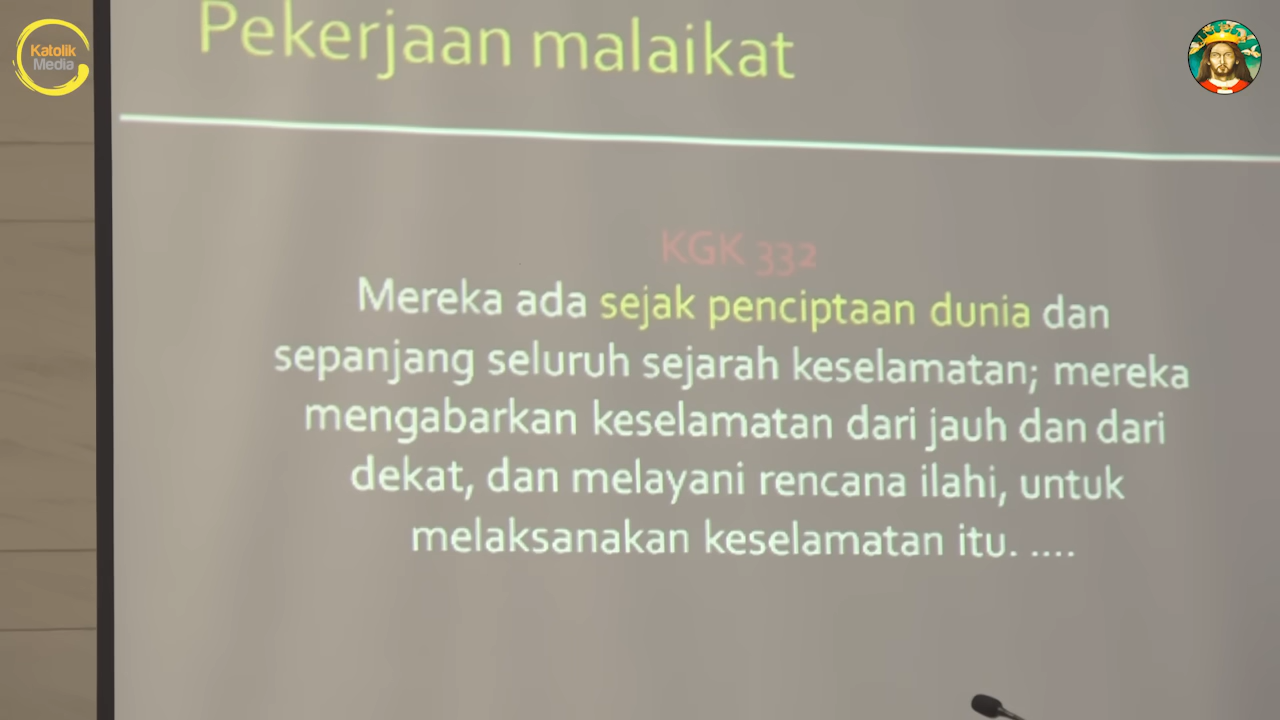 Katolik
Media
Pekerjaan malaikat
KGK 332
Mereka ada sejak penciptaan dunia dan
sepanjang seluruh sejarah keselamatan; mereka
mengabarkan keselamatan dari jauh dan dari
dekat, dan melayani rencana ilahi, untuk
melaksanakan keselamatan itu. ....